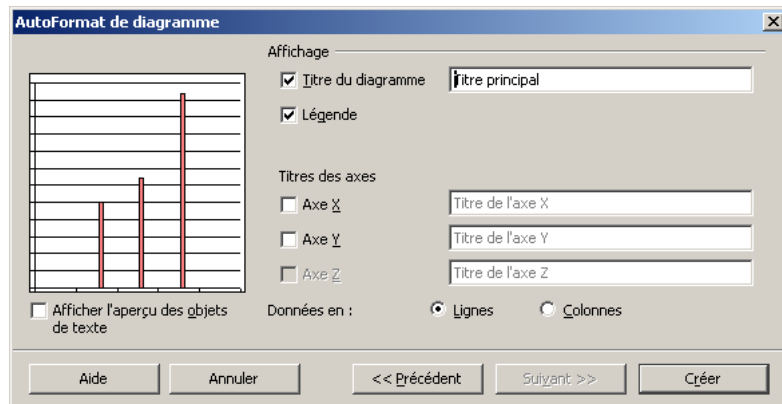 AutoFormat de diagramme
Affichage
Titre du diagramme
Titre principal
Légende
Titres des axes
Axe X
Titre de l'axe X
Axe Y
Titre de l'axe Y
Axe Z
Titre de l'axe Z
Afficher l'aperçu des objets
de texte
Données en :
Lignes
Colonnes
Aide
Annuler
<< Précédent
Suivant >>
Créer